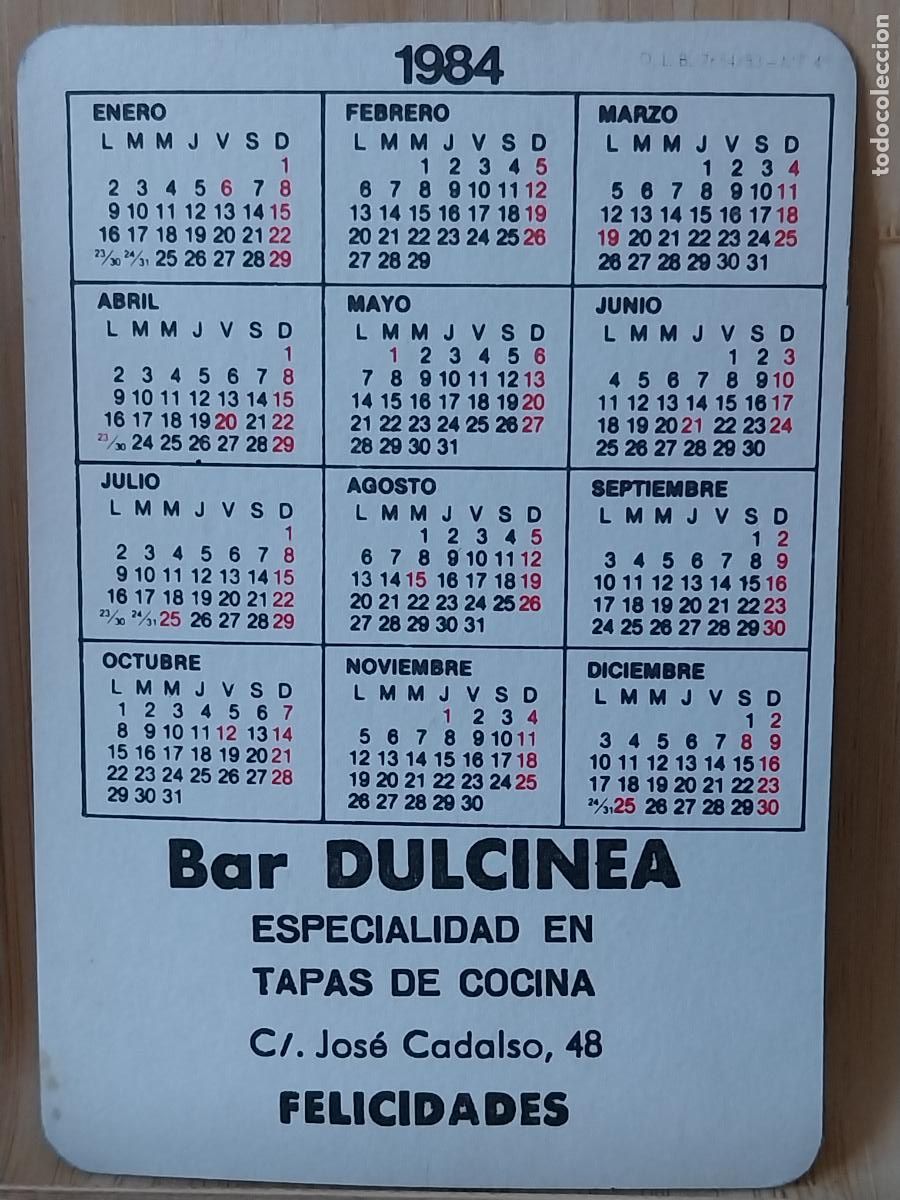 1984
ENERO
L M M J V S D
1
2 3 4 5 6 7 8
9 10 11 12 13 14 15
16 17 18 19 20 21 22
23/30 24/31 25 26 27 28 29
FEBRERO
L M M J V S D
1 2 3 4 5
6 7 8 9 10 11 12
13 14 15 16 17 18 19
20 21 22 23 24 25 26
27 28 29
MARZO
L M M J V S D
1 2 3 4
5 6 7 8 9 10 11
12 13 14 15 16 17 18
19 20 21 22 23 24 25
26 27 28 29 30 31
ABRIL
L M M J V S D
1
2 3 4 5 6 7 8
9 10 11 12 13 14 15
16 17 18 19 20 21 22
23/30 24 25 26 27 28 29
MAYO
L M M J V S D
1 2 3 4 5 6
7 8 9 10 11 12 13
14 15 16 17 18 19 20
21 22 23 24 25 26 27
28 29 30 31
JUNIO
L M M J V S D
1 2 3
4 5 6 7 8 9 10
11 12 13 14 15 16 17
18 19 20 21 22 23 24
25 26 27 28 29 30
JULIO
L M M J V S D
1
2 3 4 5 6 7 8
9 10 11 12 13 14 15
16 17 18 19 20 21 22
23/30 24/31 25 26 27 28 29
AGOSTO
L M M J V S D
1 2 3 4 5
6 7 8 9 10 11 12
13 14 15 16 17 18 19
20 21 22 23 24 25 26
27 28 29 30 31
SEPTIEMBRE
L M M J V S D
1 2
3 4 5 6 7 8 9
10 11 12 13 14 15 16
17 18 19 20 21 22 23
24 25 26 27 28 29 30
OCTUBRE
L M M J V S D
1 2 3 4 5 6 7
8 9 10 11 12 13 14
15 16 17 18 19 20 21
22 23 24 25 26 27 28
29 30 31
NOVIEMBRE
L M M J V S D
1 2 3 4
5 6 7 8 9 10 11
12 13 14 15 16 17 18
19 20 21 22 23 24 25
26 27 28 29 30
DICIEMBRE
L M M J V S D
1 2
3 4 5 6 7 8 9
10 11 12 13 14 15 16
17 18 19 20 21 22 23
24/31 25 26 27 28 29 30
Bar DULCINEA
ESPECIALIDAD EN
TAPAS DE COCINA
C/. José Cadalso, 48
FELICIDADES
todocoleccion